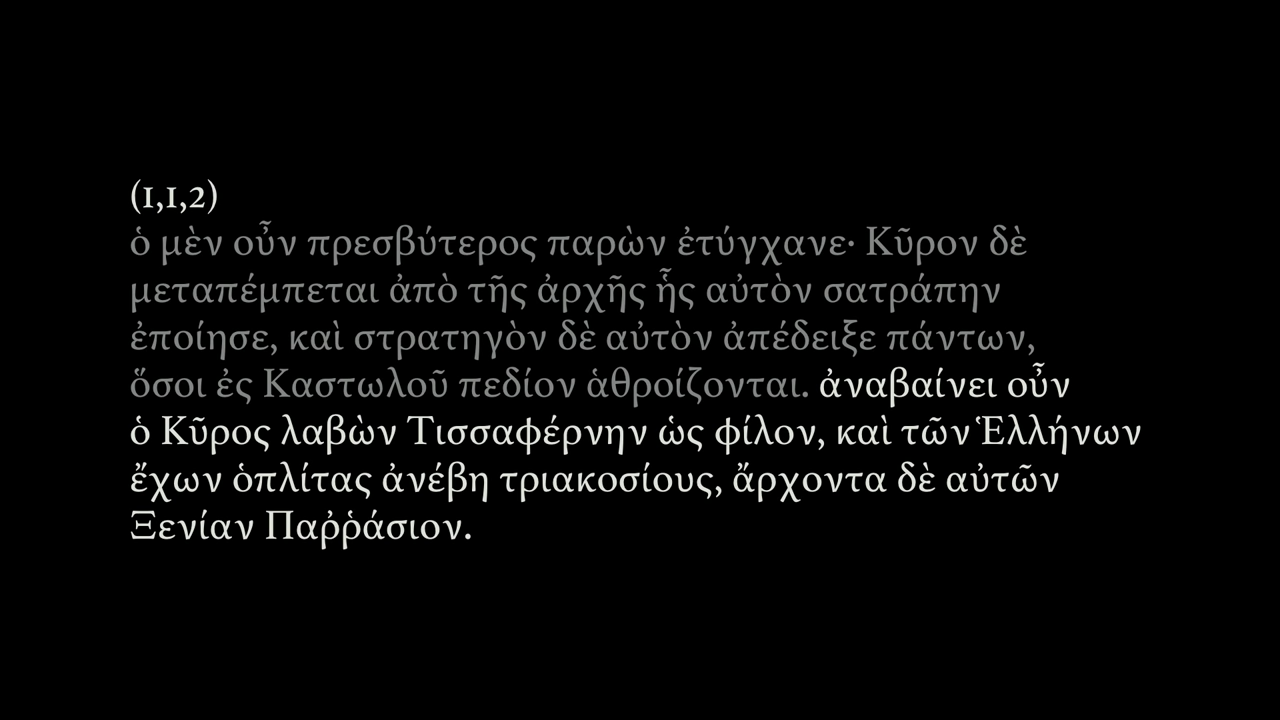 (1,1,2)
ὁ μὲν οὖν πρεσβύτερος παρὼν ἐτύγχανε· Κῦρον δὲ
μεταπέμπεται ἀπὸ τῆς ἀρχῆς ἧς αὐτὸν σατράπην
ἐποίησε, καὶ στρατηγὸν δὲ αὐτὸν ἀπέδειξε πάντων,
ὅσοι ἐς Καστωλοῦ πεδίον ἁθροίζονται. ἀναβαίνει οὖν
ὁ Κῦρος λαβὼν Τισσαφέρνην ὡς φίλον, καὶ τῶν Ἑλλήνων
ἔχων ὁπλίτας ἀνέβη τριακοσίους, ἄρχοντα δὲ αὐτῶν
Ξενίαν Παῤῥάσιον.